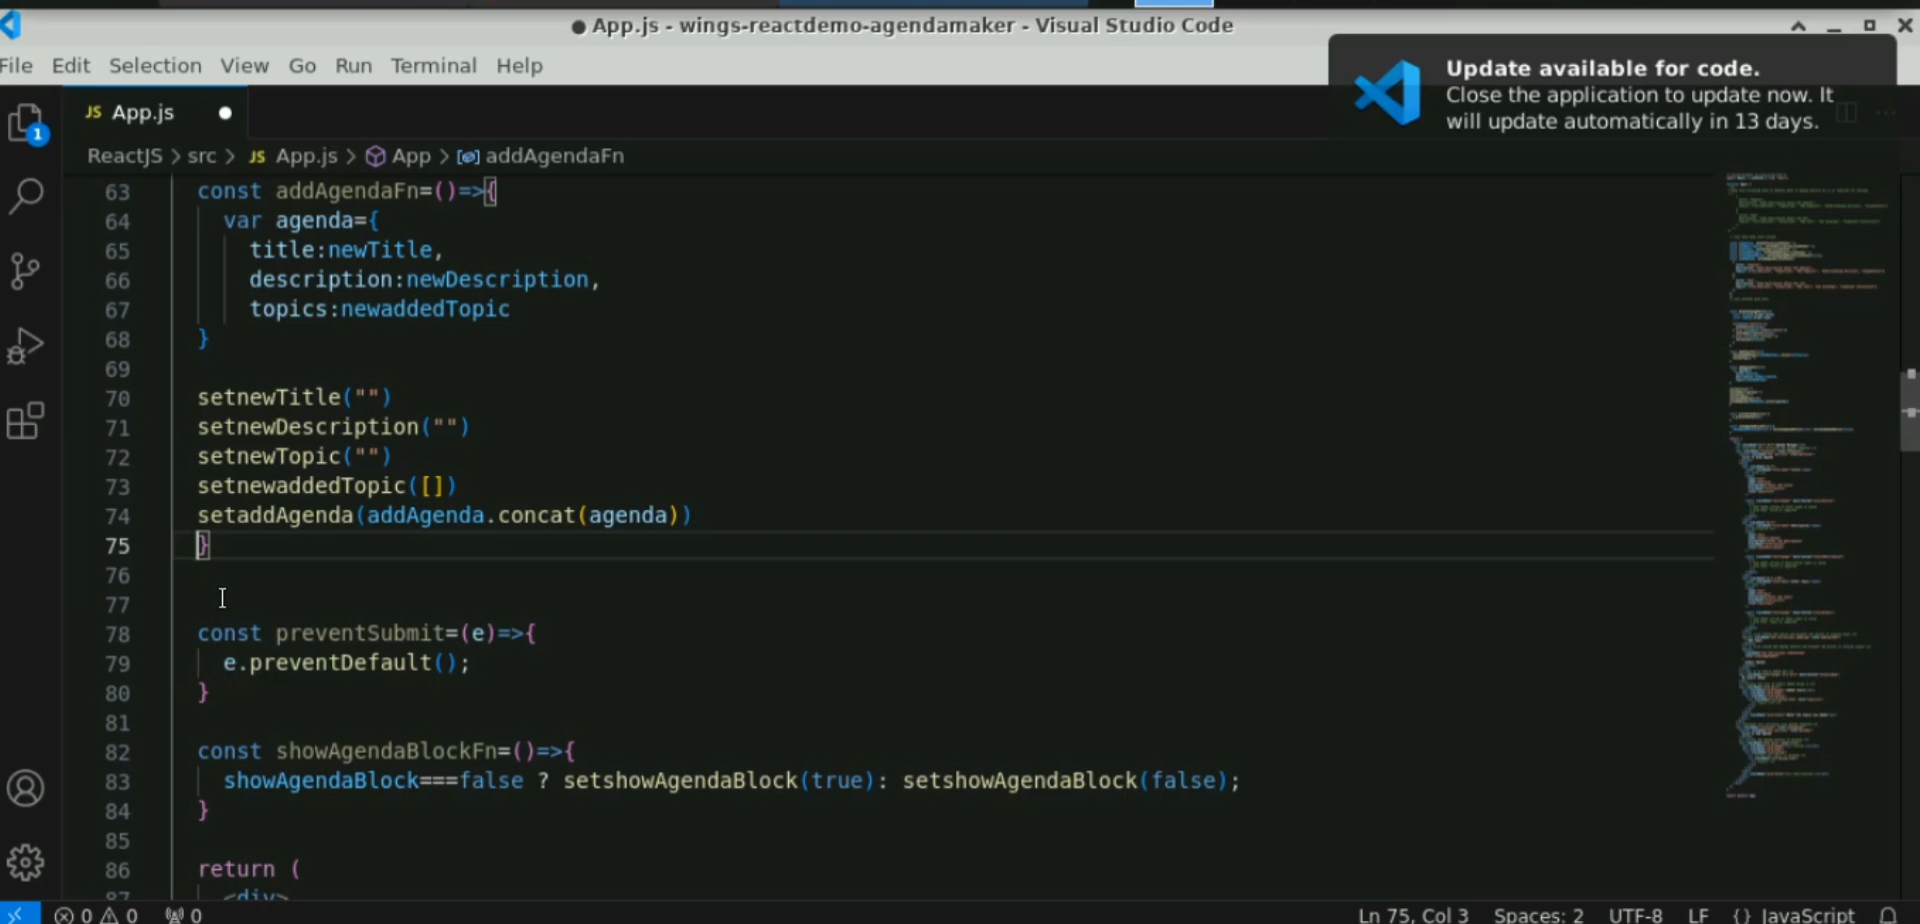 ● App.js - wings-reactdemo-agendamaker - Visual Studio Code
File Edit Selection View Go Run Terminal Help
Update available for code.
Close the application to update now. It
will update automatically in 13 days.
JS App.js ●
1
ReactJS > src > JS App.js > App > addAgendaFn
63 const addAgendaFn=()=>{
64 var agenda={
65 title:newTitle,
66 description:newDescription,
67 topics:newaddedTopic
68 }
69
70 setnewTitle("")
71 setnewDescription("")
72 setnewTopic("")
73 setnewaddedTopic([])
74 setaddAgenda(addAgenda.concat(agenda))
75 }
76
77
78 const preventSubmit=(e)=>{
79 e.preventDefault();
80 }
81
82 const showAgendaBlockFn=()=>{
83 showAgendaBlock===false ? setshowAgendaBlock(true): setshowAgendaBlock(false);
84 }
85
86 return (
87 <div>
0 0 0 Ln 75, Col 3 Spaces: 2 UTF-8 LF {} JavaScript